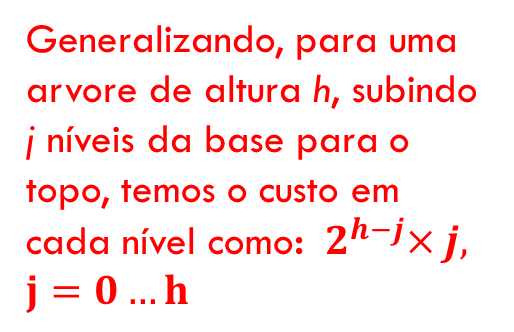 Generalizando, para uma
arvore de altura h, subindo
j níveis da base para o
topo, temos o custo em
cada nível como: 2^{h−j}× j,
j = 0 ... h